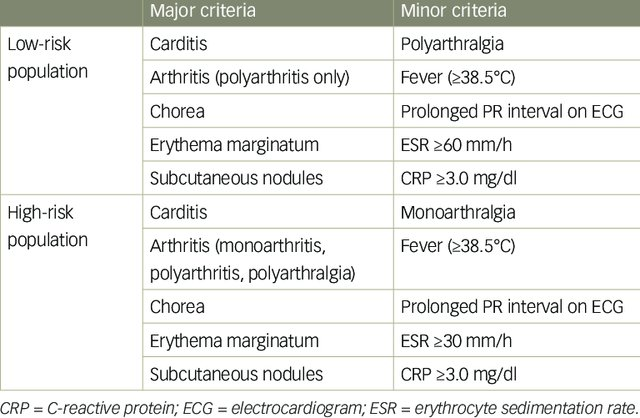 Major criteria Minor criteria
Low-risk population Carditis Polyarthralgia
Arthritis (polyarthritis only) Fever (≥38.5°C)
Chorea Prolonged PR interval on ECG
Erythema marginatum ESR ≥60 mm/h
Subcutaneous nodules CRP ≥3.0 mg/dl
High-risk population Carditis Monoarthralgia
Arthritis (monoarthritis, polyarthritis, polyarthralgia) Fever (≥38.5°C)
Chorea Prolonged PR interval on ECG
Erythema marginatum ESR ≥30 mm/h
Subcutaneous nodules CRP ≥3.0 mg/dl
CRP = C-reactive protein; ECG = electrocardiogram; ESR = erythrocyte sedimentation rate.